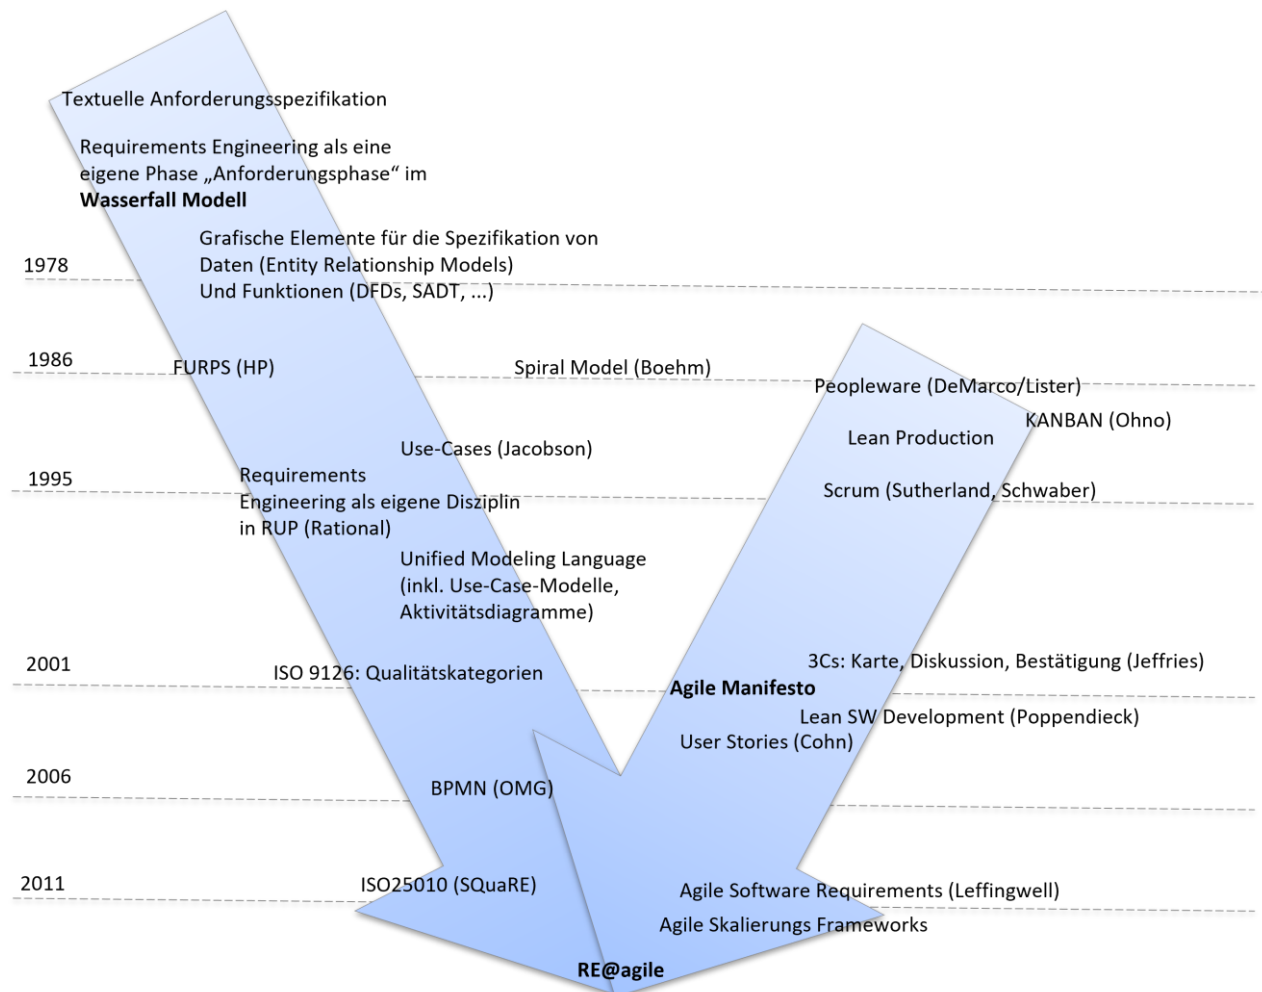 Textuelle Anforderungsspezifikation
Requirements Engineering als eine
eigene Phase „Anforderungsphase“ im
Wasserfall Modell
Grafische Elemente für die Spezifikation von
Daten (Entity Relationship Models)
Und Funktionen (DFDs, SADT, ...)
1978
1986
FURPS (HP)
Spiral Model (Boehm)
Peopleware (DeMarco/Lister)
KANBAN (Ohno)
Lean Production
Use-Cases (Jacobson)
1995
Requirements
Engineering als eigene Disziplin
in RUP (Rational)
Scrum (Sutherland, Schwaber)
Unified Modeling Language
(inkl. Use-Case-Modelle,
Aktivitätsdiagramme)
2001
ISO 9126: Qualitätskategorien
3Cs: Karte, Diskussion, Bestätigung (Jeffries)
Agile Manifesto
Lean SW Development (Poppendieck)
User Stories (Cohn)
2006
BPMN (OMG)
2011
ISO25010 (SQuaRE)
Agile Software Requirements (Leffingwell)
Agile Skalierungs Frameworks
RE@agile